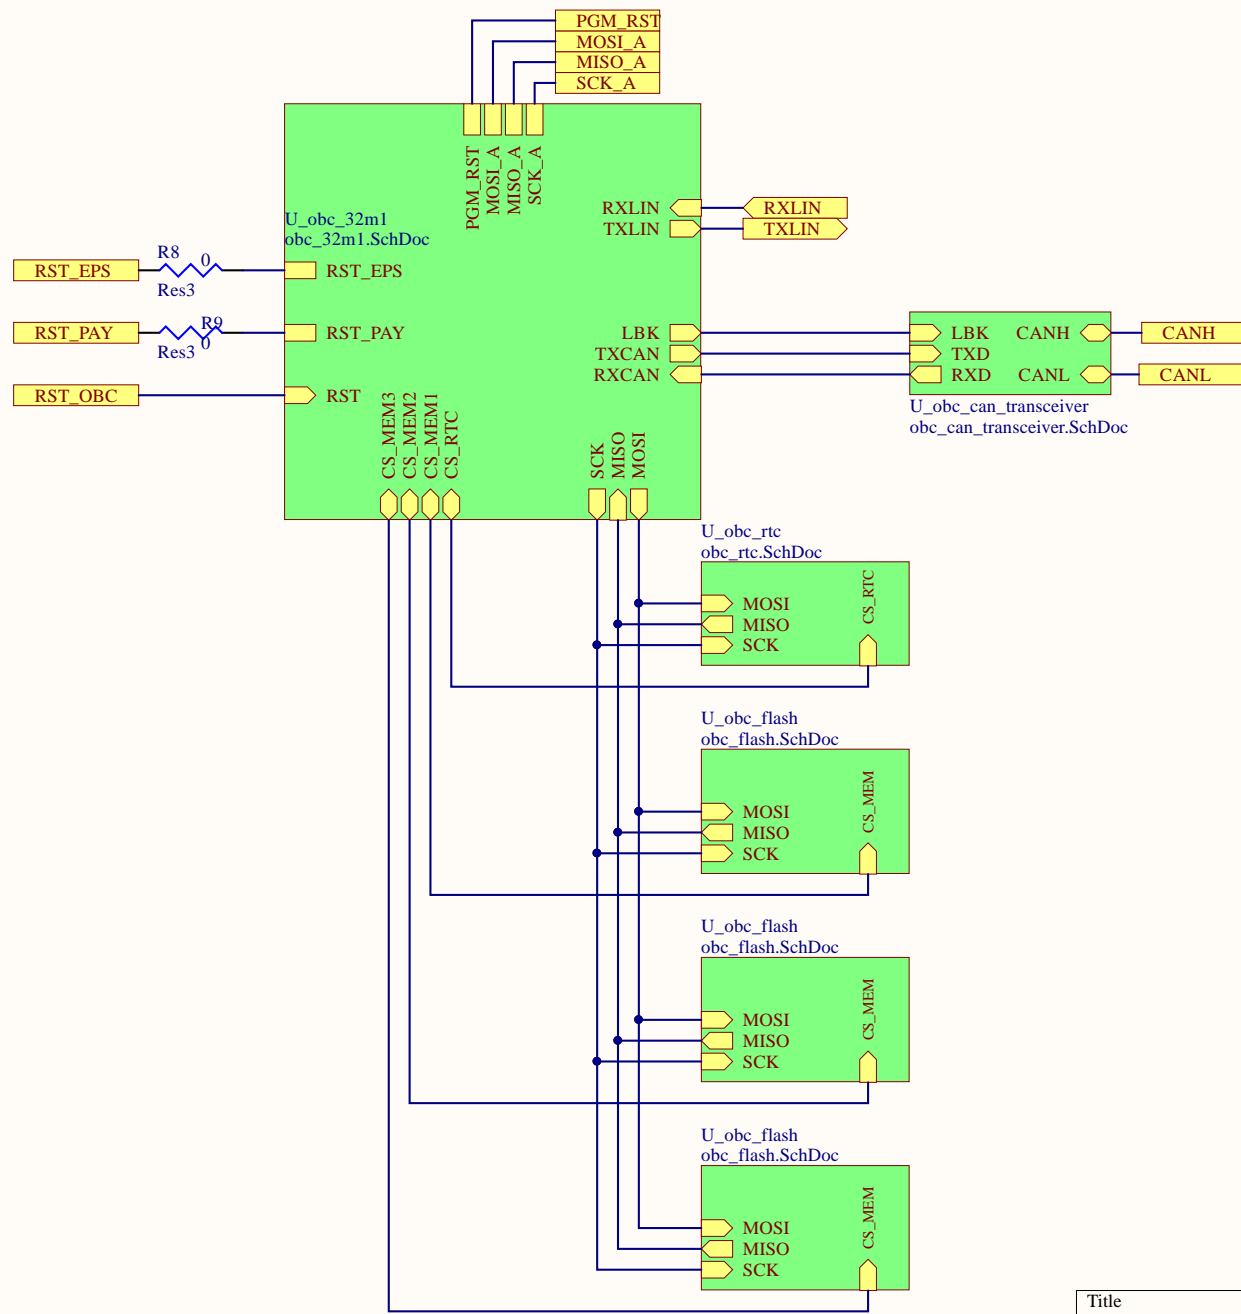 PGM_RST
MOSI_A
MISO_A
SCK_A
PGM_RST
MOSI_A
MISO_A
SCK_A
U_obc_32m1
obc_32m1.SchDoc
RXLIN
RXLIN
TXLIN
TXLIN
R8
0
Res3
RST_EPS
RST_EPS
R9
0
Res3
RST_PAY
RST_PAY
RST_OBC
RST
LBK
TXCAN
RXCAN
LBK
TXD
RXD
CANH
CANL
CANH
CANL
U_obc_can_transceiver
obc_can_transceiver.SchDoc
CS_MEM3
CS_MEM2
CS_MEM1
CS_RTC
SCK
MISO
MOSI
U_obc_rtc
obc_rtc.SchDoc
MOSI
MISO
SCK
CS_RTC
U_obc_flash
obc_flash.SchDoc
MOSI
MISO
SCK
CS_MEM
U_obc_flash
obc_flash.SchDoc
MOSI
MISO
SCK
CS_MEM
U_obc_flash
obc_flash.SchDoc
MOSI
MISO
SCK
CS_MEM
Title